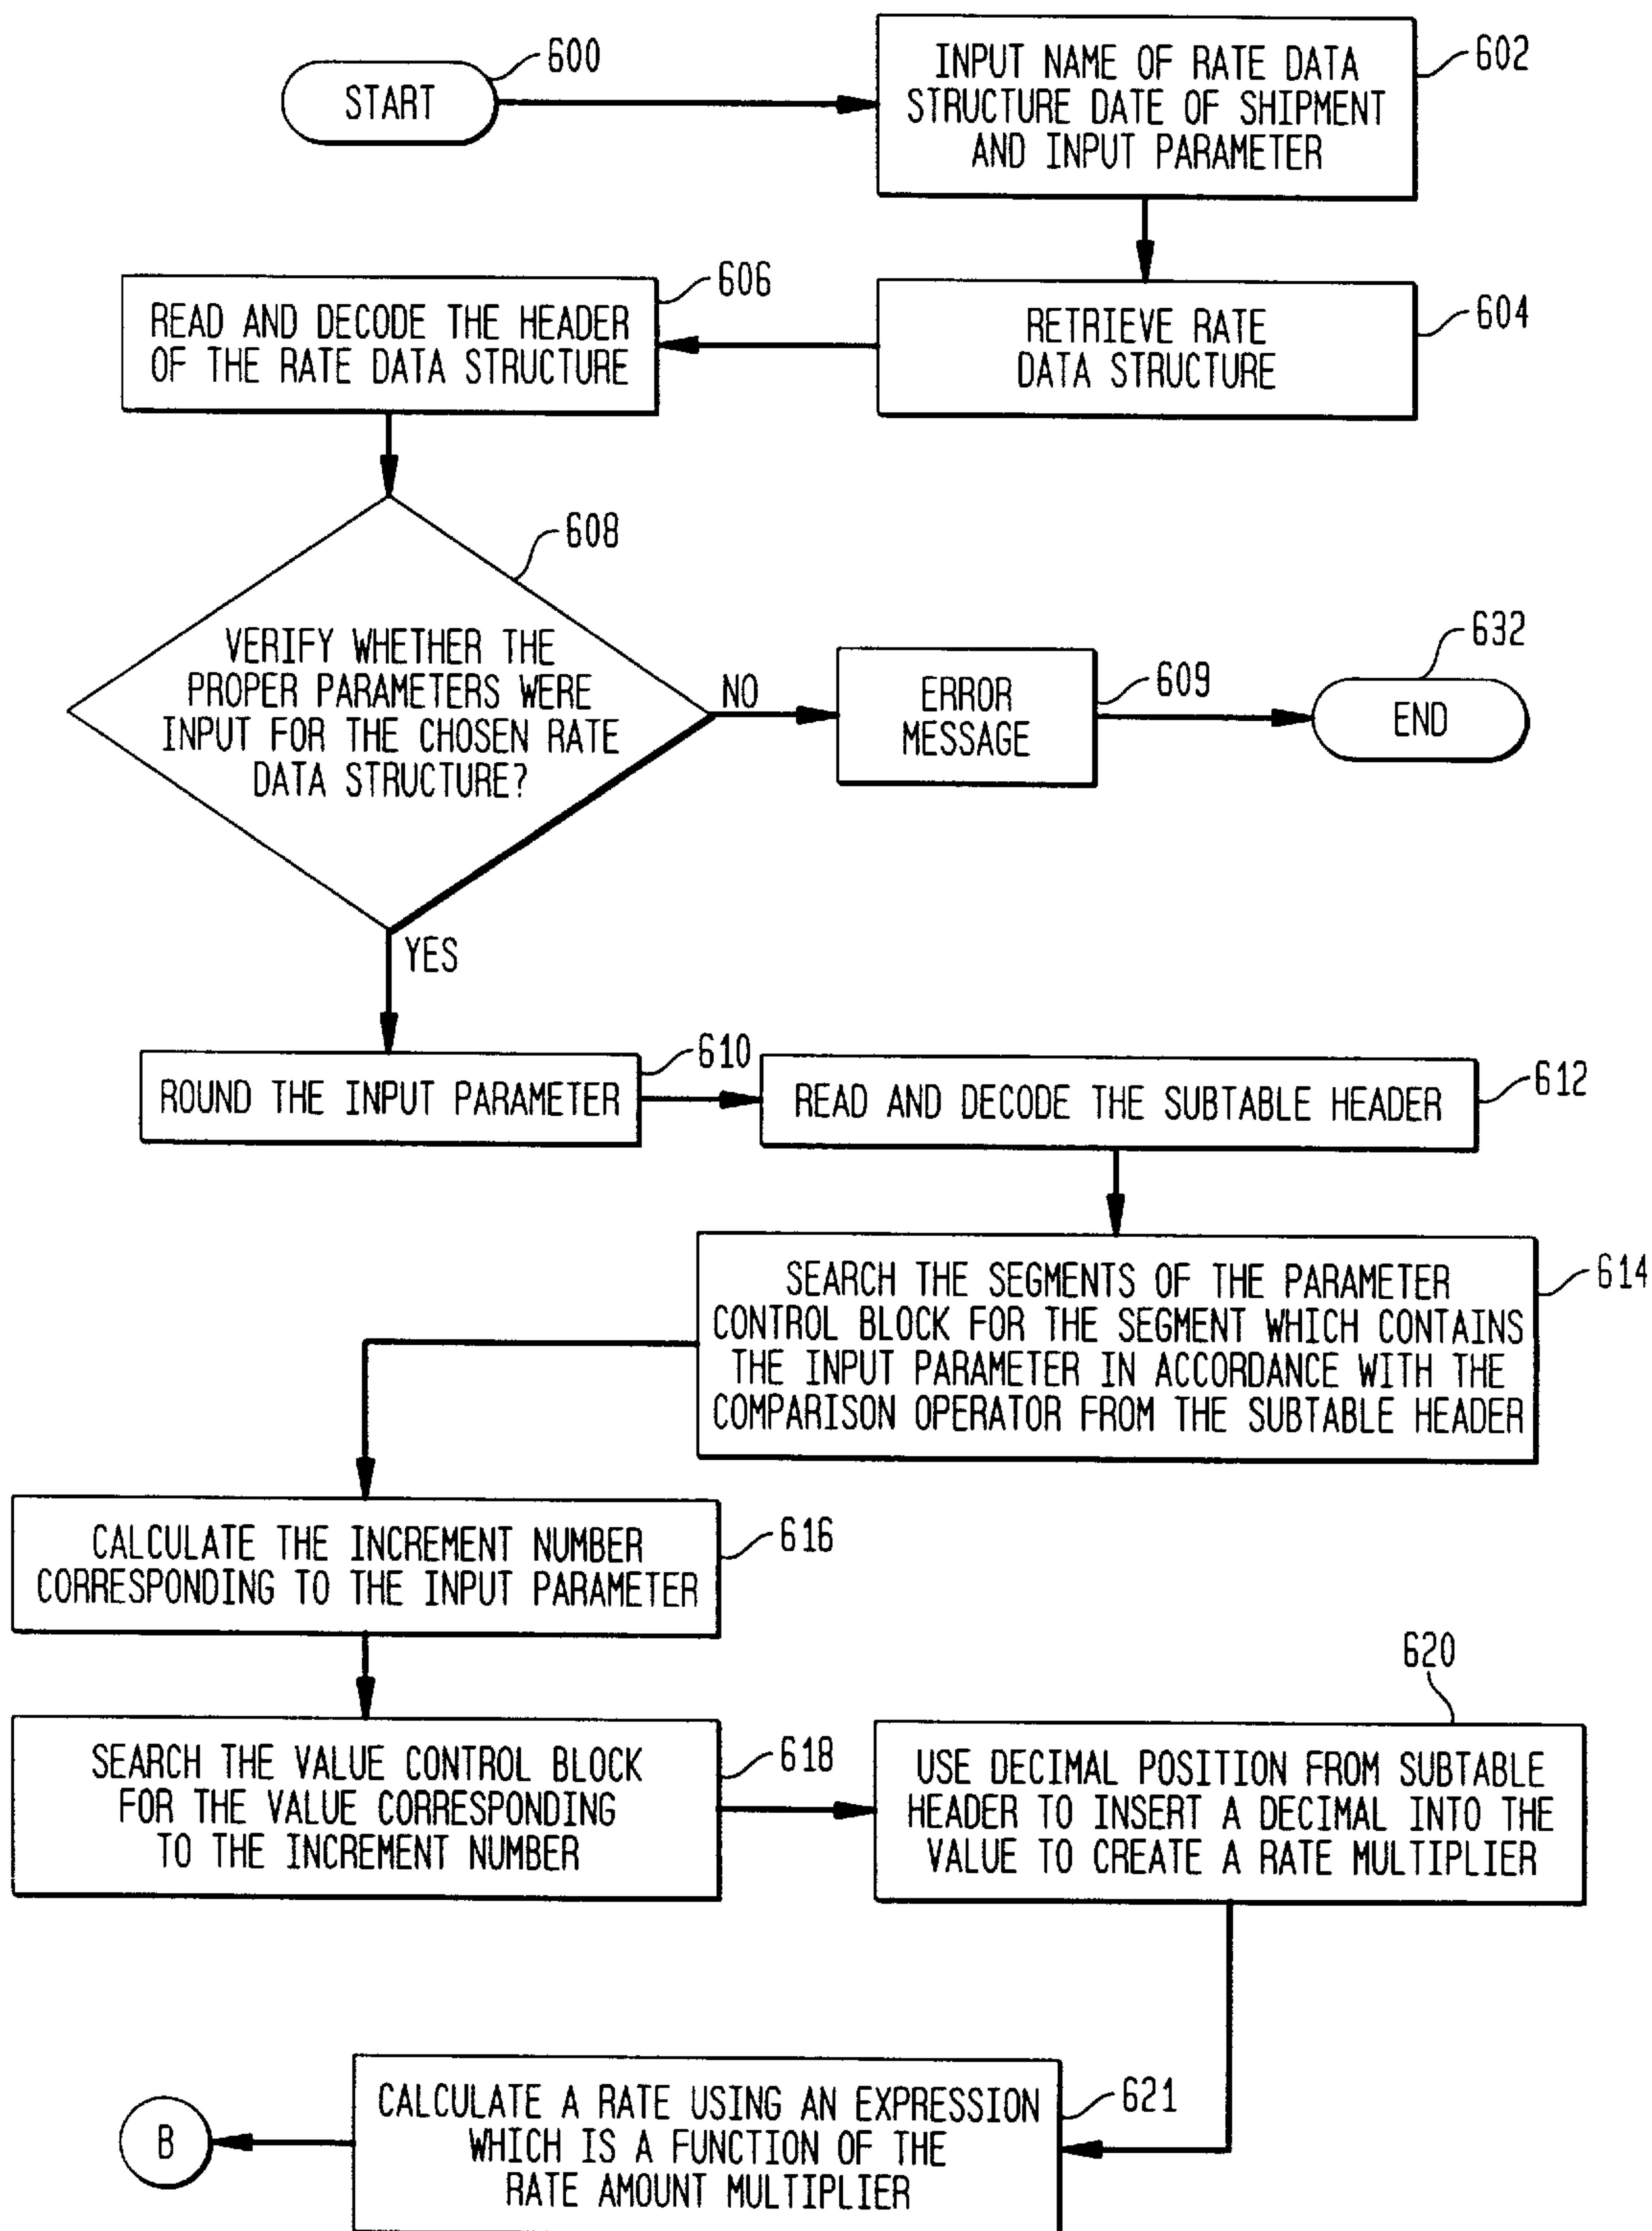 START
600
INPUT NAME OF RATE DATA
STRUCTURE DATE OF SHIPMENT
AND INPUT PARAMETER
602
RETRIEVE RATE
DATA STRUCTURE
604
READ AND DECODE THE HEADER
OF THE RATE DATA STRUCTURE
606
VERIFY WHETHER THE
PROPER PARAMETERS WERE
INPUT FOR THE CHOSEN RATE
DATA STRUCTURE?
608
NO
ERROR
MESSAGE
609
END
632
YES
ROUND THE INPUT PARAMETER
610
READ AND DECODE THE SUBTABLE HEADER
612
SEARCH THE SEGMENTS OF THE PARAMETER
CONTROL BLOCK FOR THE SEGMENT WHICH CONTAINS
THE INPUT PARAMETER IN ACCORDANCE WITH THE
COMPARISON OPERATOR FROM THE SUBTABLE HEADER
614
CALCULATE THE INCREMENT NUMBER
CORRESPONDING TO THE INPUT PARAMETER
616
SEARCH THE VALUE CONTROL BLOCK
FOR THE VALUE CORRESPONDING
TO THE INCREMENT NUMBER
618
620
USE DECIMAL POSITION FROM SUBTABLE
HEADER TO INSERT A DECIMAL INTO THE
VALUE TO CREATE A RATE MULTIPLIER
CALCULATE A RATE USING AN EXPRESSION
WHICH IS A FUNCTION OF THE
RATE AMOUNT MULTIPLIER
621
B